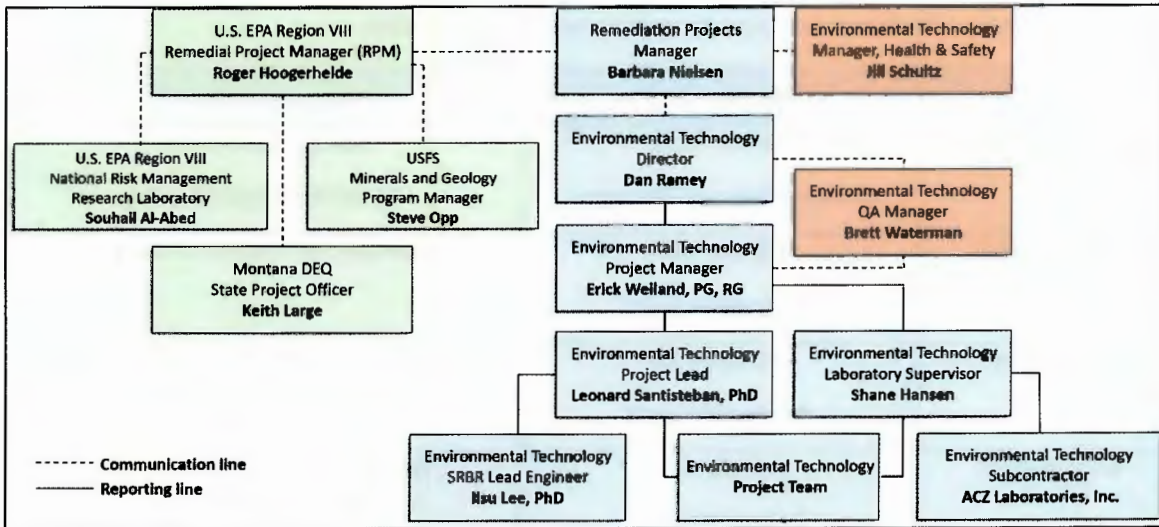 U.S. EPA Region VIII
Remedial Project Manager (RPM)
Roger Hoogerheide
Remediation Projects
Manager
Barbara Nielsen
Environmental Technology
Manager, Health & Safety
Jill Schultz
U.S. EPA Region VIII
National Risk Management
Research Laboratory
Souhail Al-Abed
USFS
Minerals and Geology
Program Manager
Steve Opp
Environmental Technology
Director
Dan Ramey
Environmental Technology
QA Manager
Brett Waterman
Montana DEQ
State Project Officer
Keith Large
Environmental Technology
Project Manager
Erick Weiland, PG, RG
Environmental Technology
Project Lead
Leonard Santisteban, PhD
Environmental Technology
Laboratory Supervisor
Shane Hansen
Communication line
Reporting line
Environmental Technology
SRBR Lead Engineer
Ilsu Lee, PhD
Environmental Technology
Project Team
Environmental Technology
Subcontractor
ACZ Laboratories, Inc.